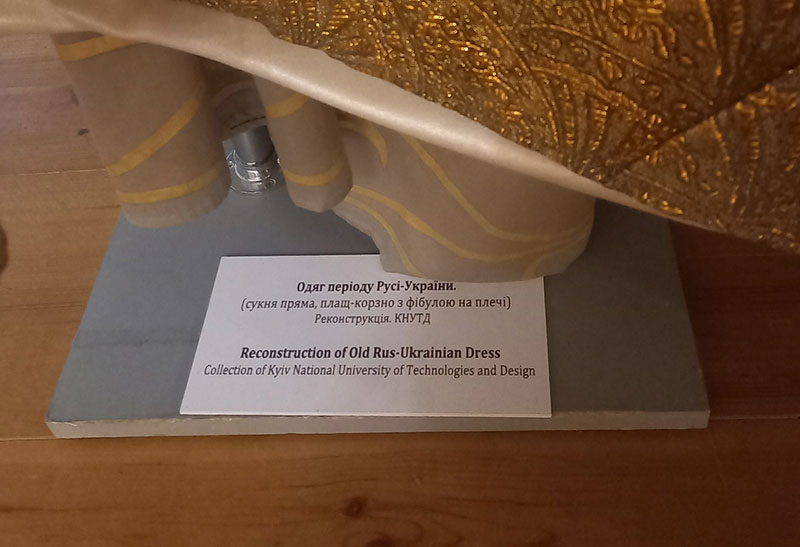 Одяг періоду Русі-України.
(сукня пряма, плащ-корзно з фібулою на плечі)
Реконструкція. КНУТД
Reconstruction of Old Rus-Ukrainian Dress
Collection of Kyiv National University of Technologies and Design